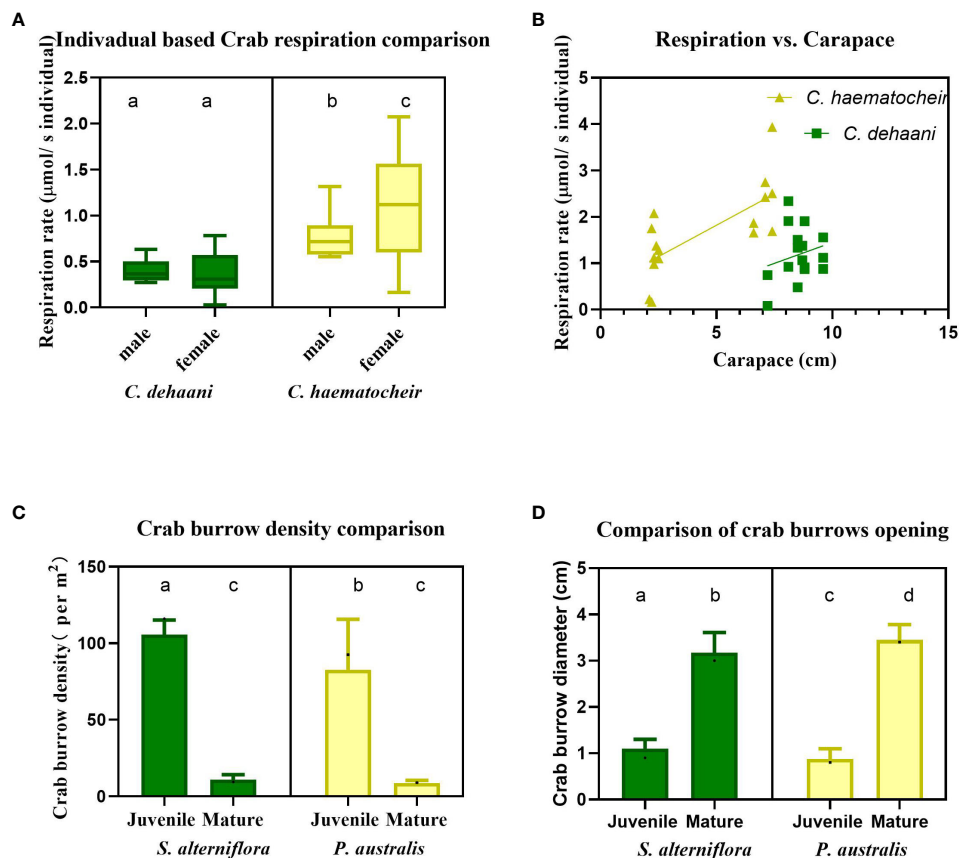 A
Indivadual based Crab respiration comparison
Respiration rate (μmol/ s individual)
2.5
2.0
1.5
1.0
0.5
0.0
a
a
b
c
male
female
male
female
C. dehaani
C. haematocheir
B
Respiration vs. Carapace
Respiration rate (μmol/ s individual)
5
4
3
2
1
0
C. haematocheir
C. dehaani
0
5
10
15
Carapace (cm)
C
Crab burrow density comparison
Crab burrow density( per m²)
150
100
50
0
a
c
b
c
Juvenile Mature
Juvenile Mature
S. alterniflora
P. australis
D
Comparison of crab burrows opening
Crab burrow diameter (cm)
5
4
3
2
1
0
a
b
c
d
Juvenile Mature
Juvenile Mature
S. alterniflora
P. australis